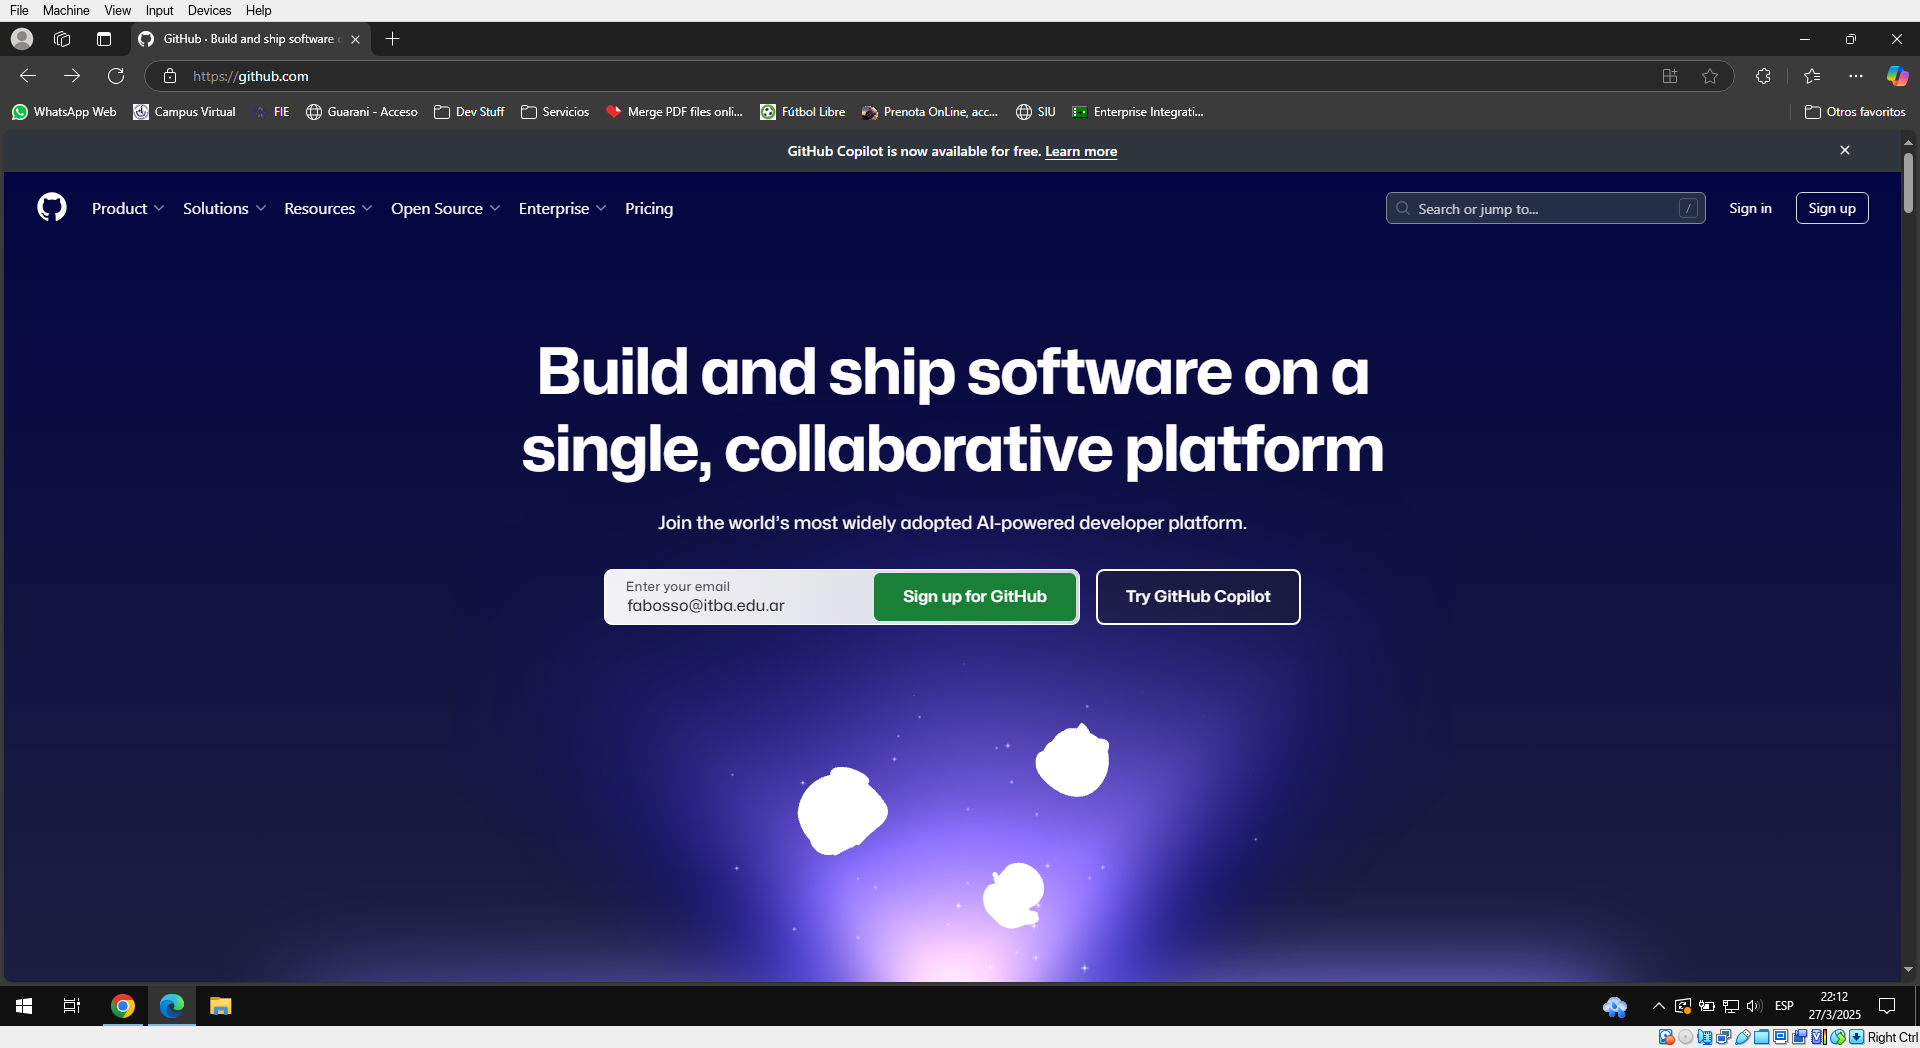 File Machine View Input Devices Help
GitHub · Build and ship software
https://github.com
WhatsApp Web Campus Virtual FIE Guarani - Acceso Dev Stuff Servicios Merge PDF files onli... Fútbol Libre Prenota OnLine, acc... SIU Enterprise Integrati... Otros favoritos
GitHub Copilot is now available for free. Learn more
Product Solutions Resources Open Source Enterprise Pricing Search or jump to... / Sign in Sign up
Build and ship software on a
single, collaborative platform
Join the world's most widely adopted AI-powered developer platform.
Enter your email
fabosso@itba.edu.ar
Sign up for GitHub Try GitHub Copilot
ESP
22:12
27/3/2025
Right Ctrl